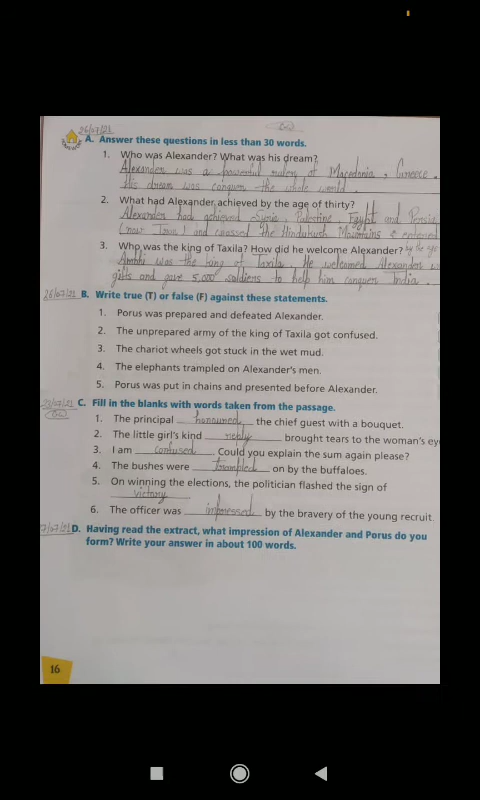 26/07/21
A. Answer these questions in less than 30 words.
1. Who was Alexander? What was his dream?
Alexander was a powerful ruler of Macedonia, Greece.
His dream was conquer the whole world.
2. What had Alexander achieved by the age of thirty?
Alexander had achieved Syria, Palestine, Egypt and Persia
(now Iran) and crossed the Hindukush Mountains & entered
3. Who was the king of Taxila? How did he welcome Alexander? by the
Ambhi was the king of Taxila. He welcomed Alexander
gifts and gave 5,000 soldiers to help him conquer India.
26/07/21 B. Write true (T) or false (F) against these statements.
1. Porus was prepared and defeated Alexander.
2. The unprepared army of the king of Taxila got confused.
3. The chariot wheels got stuck in the wet mud.
4. The elephants trampled on Alexander's men.
5. Porus was put in chains and presented before Alexander.
C. Fill in the blanks with words taken from the passage.
1. The principal honoured the chief guest with a bouquet.
2. The little girl's kind reply brought tears to the woman's eye
3. I am confused. Could you explain the sum again please?
4. The bushes were trampled on by the buffaloes.
5. On winning the elections, the politician flashed the sign of
victory
6. The officer was impressed by the bravery of the young recruit.
7/07/21 D. Having read the extract, what impression of Alexander and Porus do you
form? Write your answer in about 100 words.
16